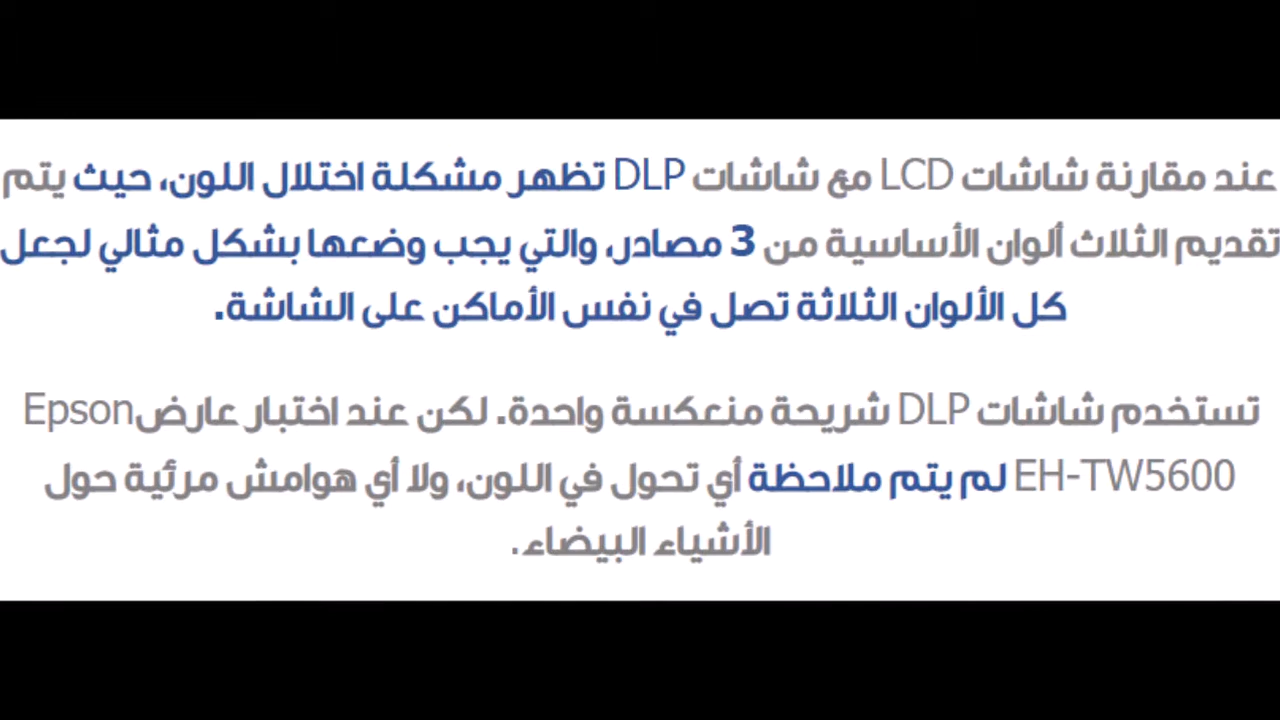 عند مقارنة شاشات LCD مع شاشات DLP تظهر مشكلة اختلال اللون، حيث يتم
تقديم الثلاث ألوان الأساسية من 3 مصادر، والتي يجب وضعها بشكل مثالي لجعل
كل الألوان الثلاثة تصل في نفس الأماكن على الشاشة.
تستخدم شاشات DLP شريحة منعكسة واحدة. لكن عند اختبار عارضEpson
EH-TW5600 لم يتم ملاحظة أي تحول في اللون، ولا أي هوامش مرئية حول
الأشياء البيضاء.